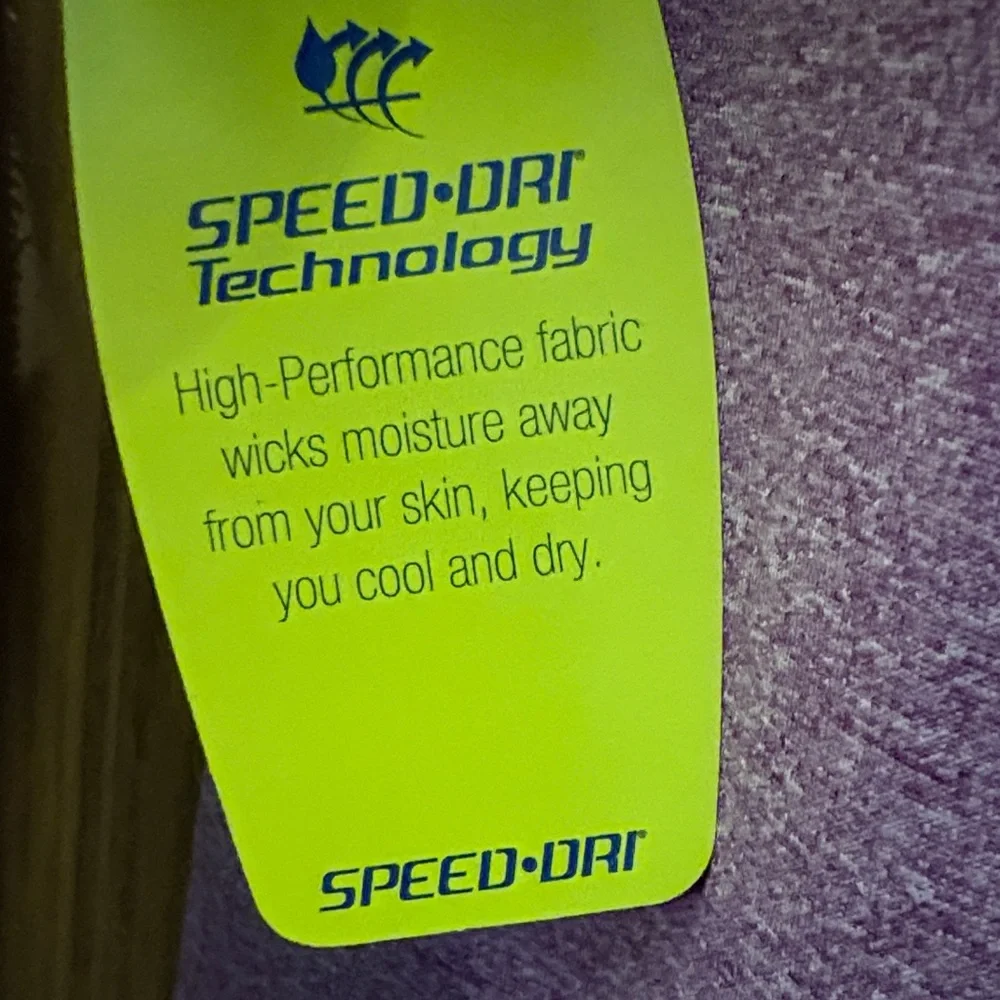 SPEED•DRI®
Technology
High-Performance fabric
wicks moisture away
from your skin, keeping
you cool and dry.
SPEED•DRI®